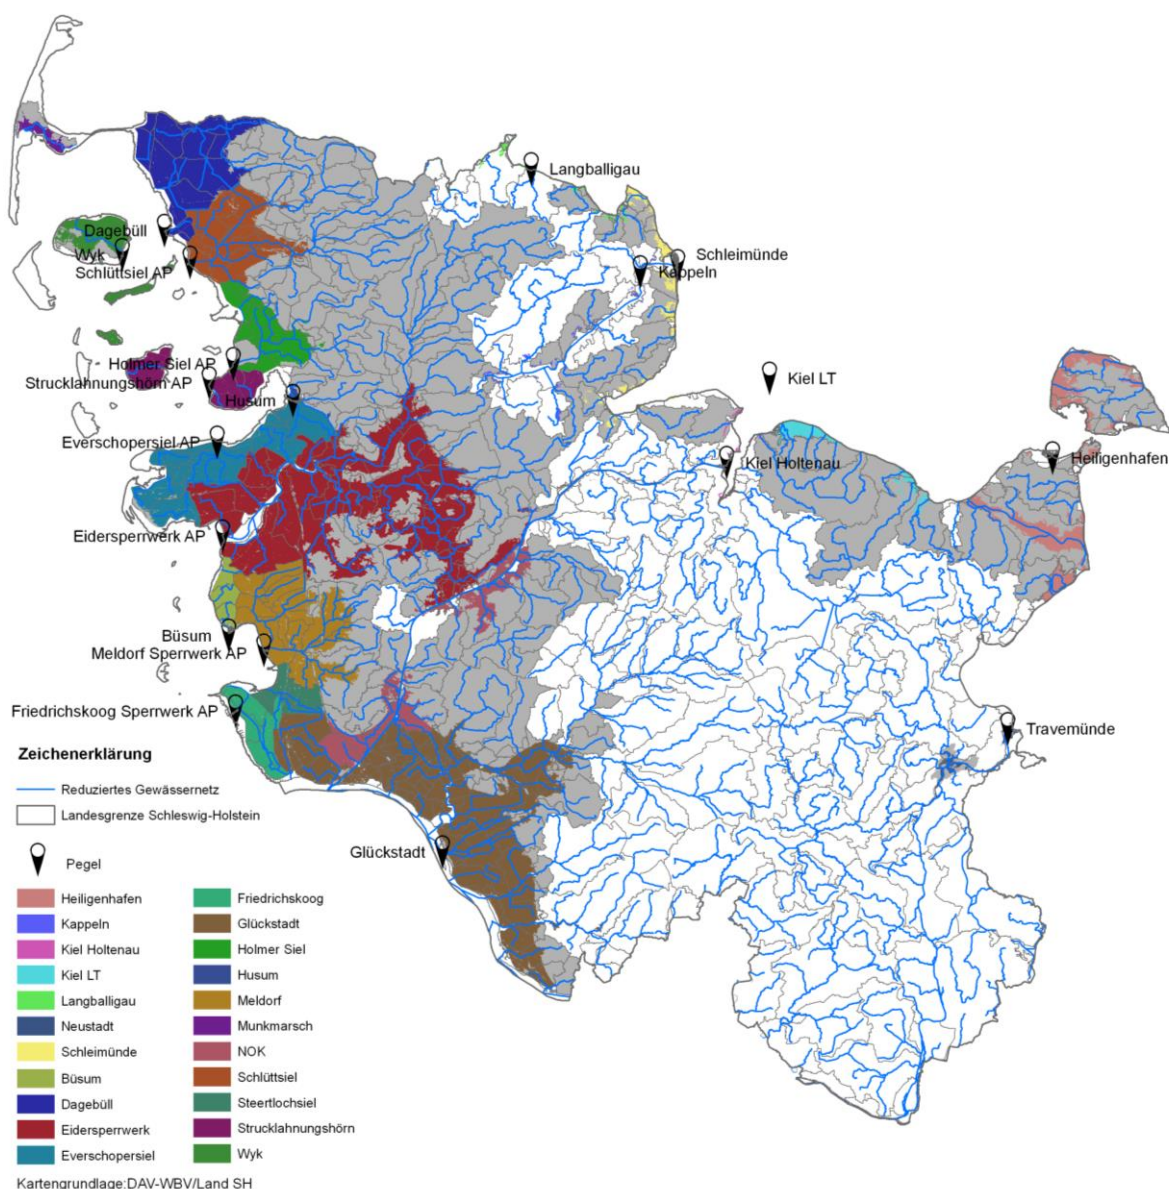 Langballigau
Schleimünde
Kappeln
Dagebüll
Wyk
Schlüttsiel AP
Holmer Siel AP
Strucklahnungshörn AP
Husum
Kiel LT
Everschopersiel AP
Kiel Holtenau
Heiligenhafen
Eidersperrwerk AP
Büsum
Meldorf Sperrwerk AP
Friedrichskoog Sperrwerk AP
Travemünde
Glückstadt
Zeichenerklärung
Reduziertes Gewässernetz
Landesgrenze Schleswig-Holstein
Pegel
Heiligenhafen
Kappeln
Kiel Holtenau
Kiel LT
Langballigau
Neustadt
Schleimünde
Büsum
Dagebüll
Eidersperrwerk
Everschopersiel
Friedrichskoog
Glückstadt
Holmer Siel
Husum
Meldorf
Munkmarsch
NOK
Schlüttsiel
Steertlochsiel
Strucklahnungshörn
Wyk
Kartengrundlage:DAV-WBV/Land SH